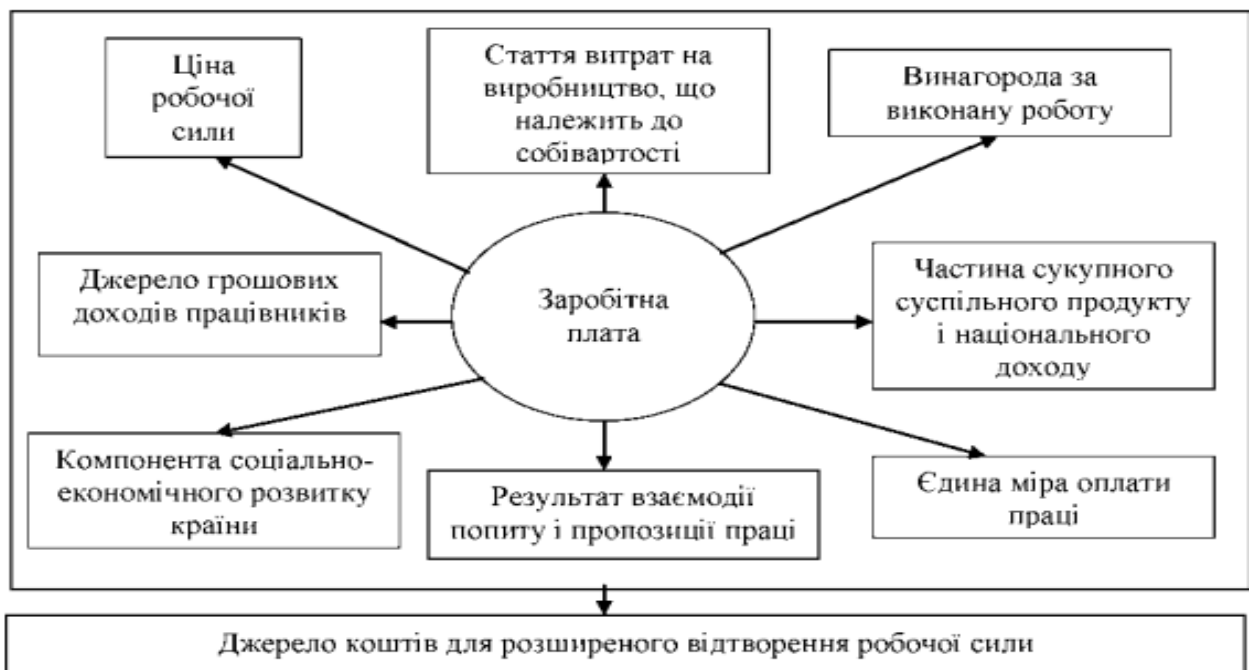 Ціна
робочої
сили
Стаття витрат на
виробництво, що
належить до
собівартості
Винагорода за
виконану роботу
Джерело грошових
доходів працівників
Заробітна
плата
Частина сукупного
суспільного продукту
і національного
доходу
Компонента соціально-
економічного розвитку
країни
Результат взаємодії
попиту і пропозиції праці
Єдина міра оплати
праці
Джерело коштів для розширеного відтворення робочої сили